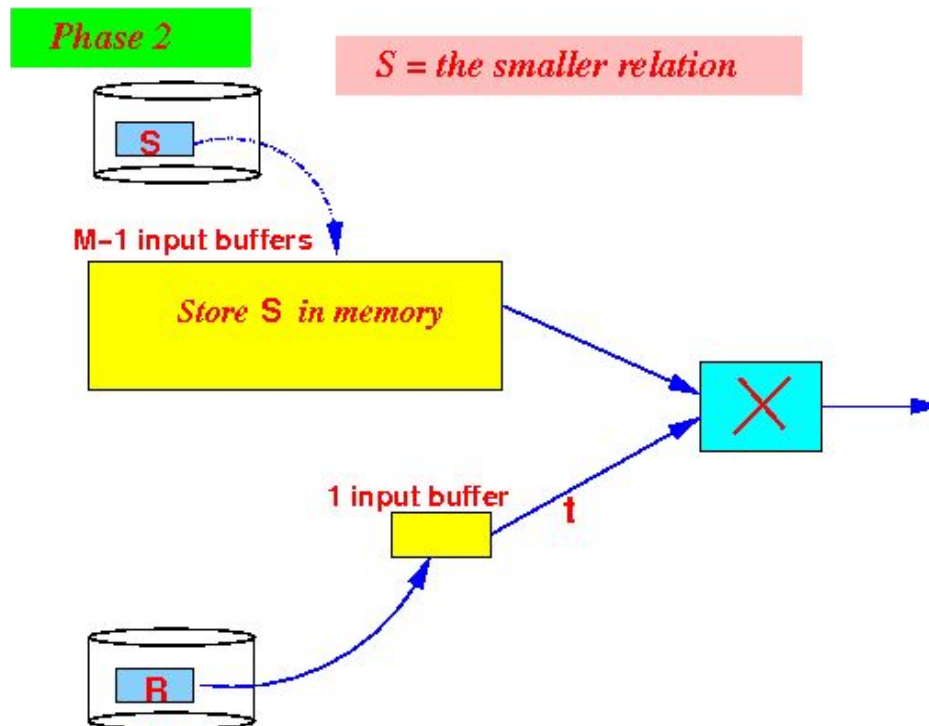 Phase 2
S = the smaller relation
S
M-1 input buffers
Store S in memory
1 input buffer
t
R